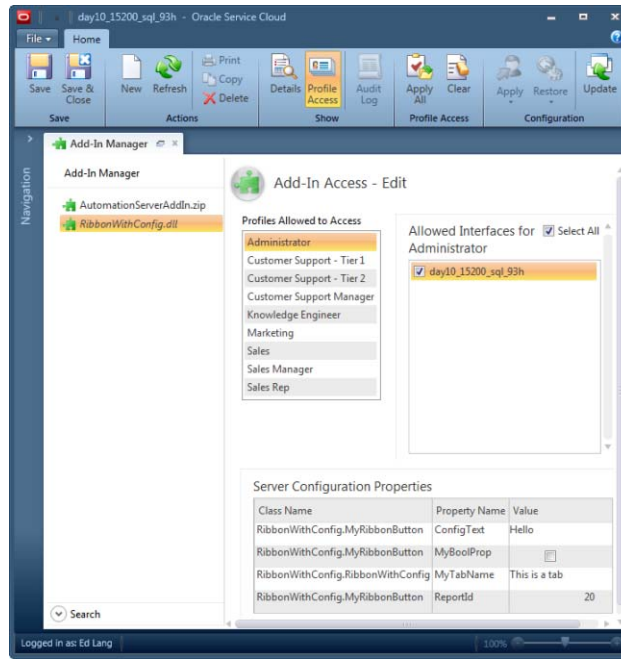 day10_15200_sql_93h - Oracle Service Cloud
File Home
Save Save & Close New Refresh Print Copy Delete Details Profile Access Audit Log Apply All Clear Apply Restore Update
Save Actions Show Profile Access Configuration
Navigation
Add-In Manager
Add-In Manager
AutomationServerAddIn.zip
RibbonWithConfig.dll
Search
Add-In Access - Edit
Profiles Allowed to Access
Administrator
Customer Support - Tier 1
Customer Support - Tier 2
Customer Support Manager
Knowledge Engineer
Marketing
Sales
Sales Manager
Sales Rep
Allowed Interfaces for Administrator
Select All
day10_15200_sql_93h
Server Configuration Properties
Class Name Property Name Value
RibbonWithConfig.MyRibbonButton ConfigText Hello
RibbonWithConfig.MyRibbonButton MyBoolProp
RibbonWithConfig.RibbonWithConfig MyTabName This is a tab
RibbonWithConfig.MyRibbonButton ReportId 20
Logged in as: Ed Lang 100%